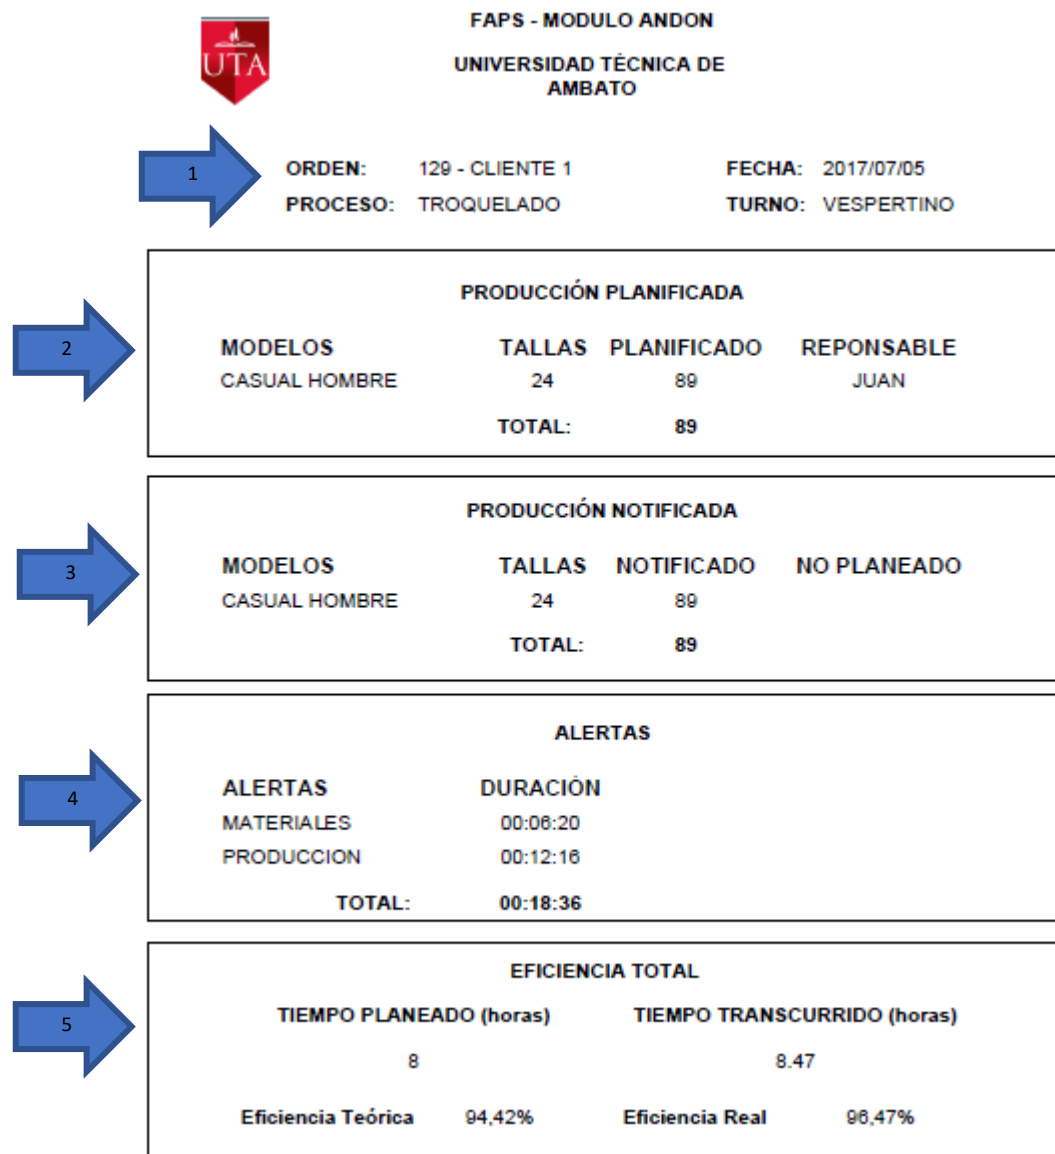 FAPS - MODULO ANDON
UTA
UNIVERSIDAD TÉCNICA DE
AMBATO
1
ORDEN: 129 - CLIENTE 1 FECHA: 2017/07/05
PROCESO: TROQUELADO TURNO: VESPERTINO
PRODUCCIÓN PLANIFICADA
2
MODELOS TALLAS PLANIFICADO REPONSABLE
CASUAL HOMBRE 24 89 JUAN
TOTAL: 89
PRODUCCIÓN NOTIFICADA
3
MODELOS TALLAS NOTIFICADO NO PLANEADO
CASUAL HOMBRE 24 89
TOTAL: 89
ALERTAS
4
ALERTAS DURACIÓN
MATERIALES 00:06:20
PRODUCCION 00:12:16
TOTAL: 00:18:36
EFICIENCIA TOTAL
5
TIEMPO PLANEADO (horas) TIEMPO TRANSCURRIDO (horas)
8 8.47
Eficiencia Teórica 94,42% Eficiencia Real 96,47%